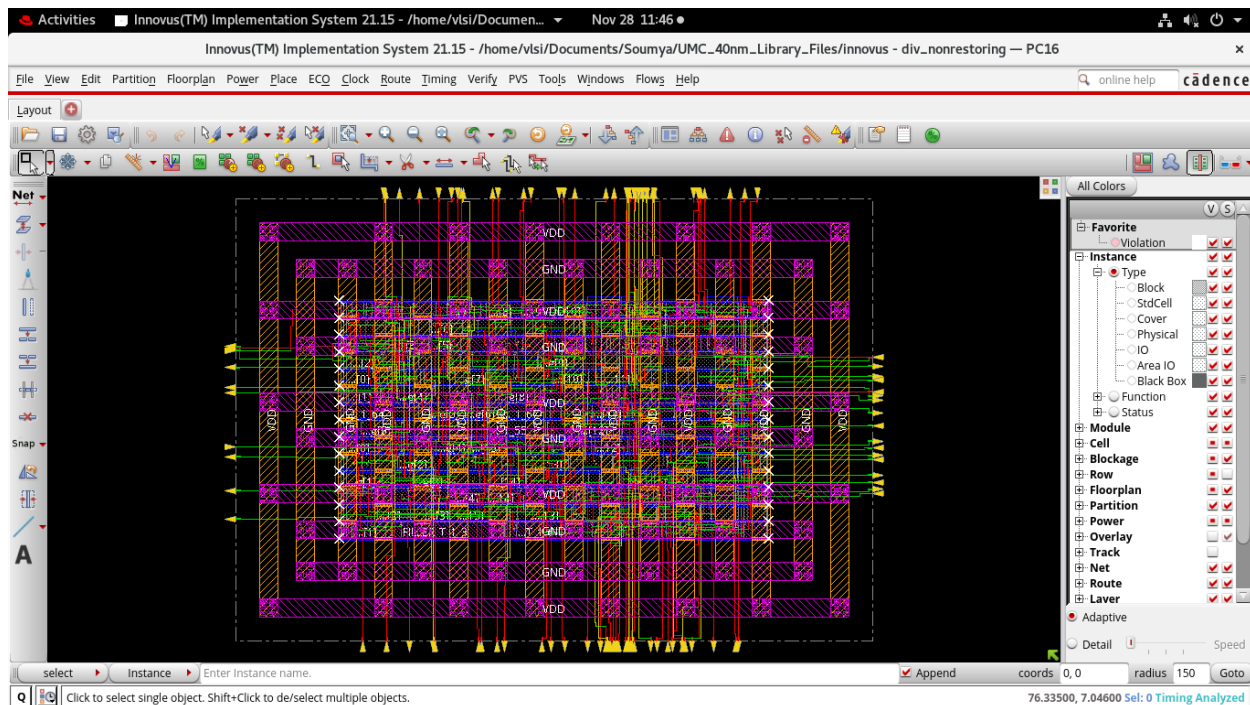 Activities Innovus(TM) Implementation System 21.15 - /home/vlsi/Documen... Nov 28 11:46
Innovus(TM) Implementation System 21.15 - /home/vlsi/Documents/Soumya/UMC_40nm_Library_Files/innovus - div_nonrestoring — PC16 ×
File View Edit Partition Floorplan Power Place ECO Clock Route Timing Verify PVS Tools Windows Flows Help online help cādence
Layout
Net
Snap
A
VDD
GND
VDD
GND
VDD GND VDD GND
GND VDD GND VDD
GND
VDD
GND
GND
VDD
All Colors
V S
Favorite
Violation
Instance
Type
Block
StdCell
Cover
Physical
IO
Area IO
Black Box
Function
Status
Module
Cell
Blockage
Row
Floorplan
Partition
Power
Overlay
Track
Net
Route
Layer
Adaptive
Detail Speed
select Instance Enter Instance name. Append coords 0, 0 radius 150 Goto
Q Click to select single object. Shift+Click to de/select multiple objects. 76.33500, 7.04600 Sel: 0 Timing Analyzed